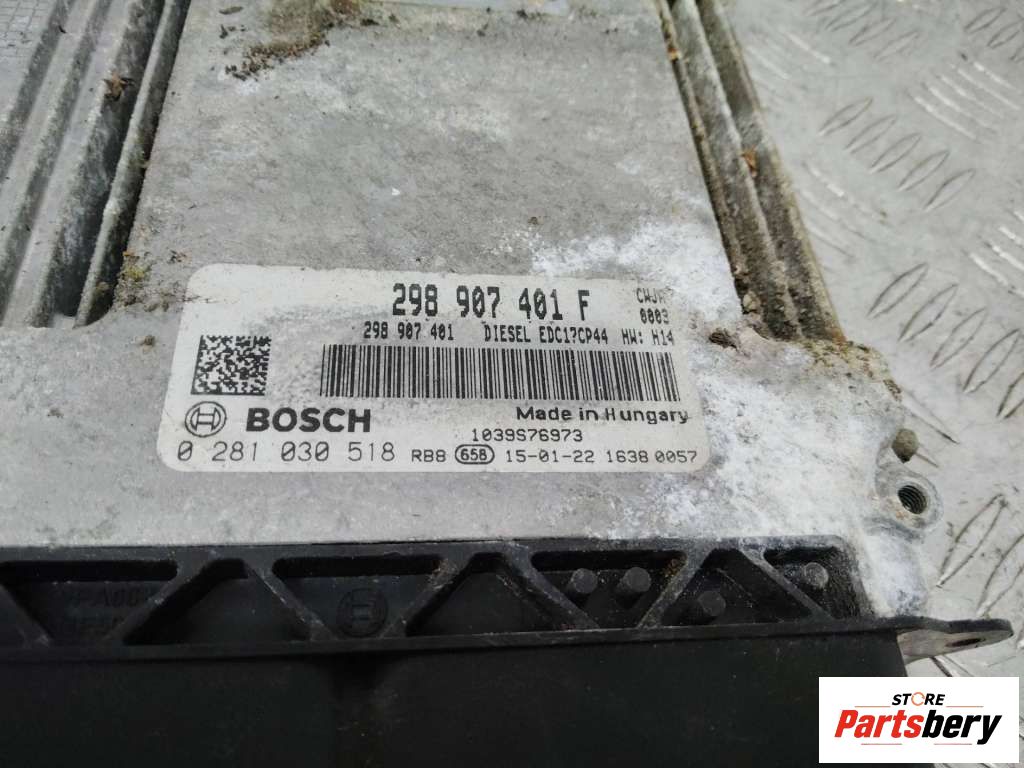 298 907 401 F
0003
298 907 401 DIESEL EDC17CP44 HW: H14
BOSCH
Made in Hungary
1039S76973
0 281 030 518 RB8 658 15-01-22 1638 0057
STORE
Partsbery